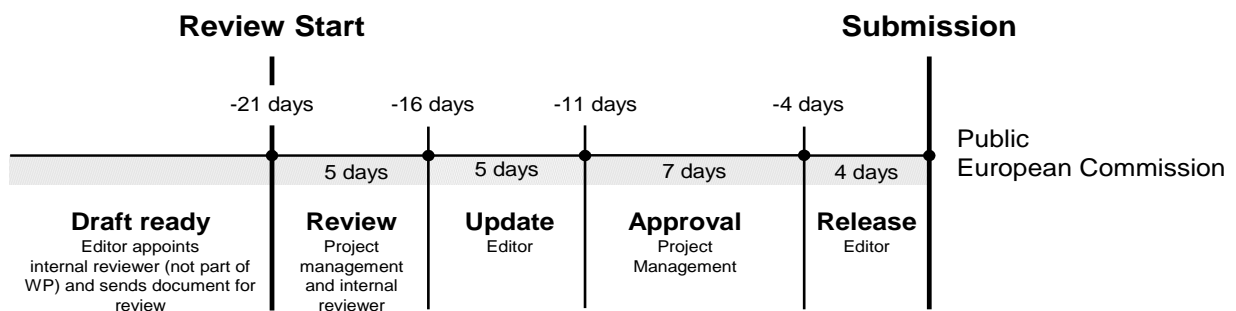 Review Start
Submission
-21 days
-16 days
-11 days
-4 days
Public
European Commission
5 days
5 days
7 days
4 days
Draft ready
Editor appoints
internal reviewer (not part of
WP) and sends document for
review
Review
Project
management
and internal
reviewer
Update
Editor
Approval
Project
Management
Release
Editor